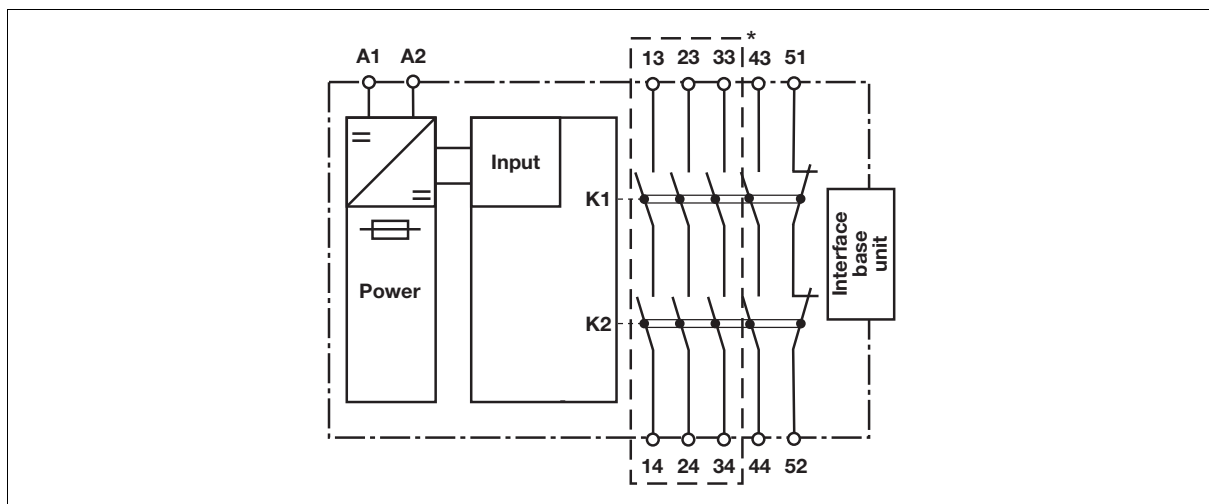 A1 A2 13 23 33 * 43 51
Input
K1
Power
K2
Interface
base
unit
14 24 34 44 52